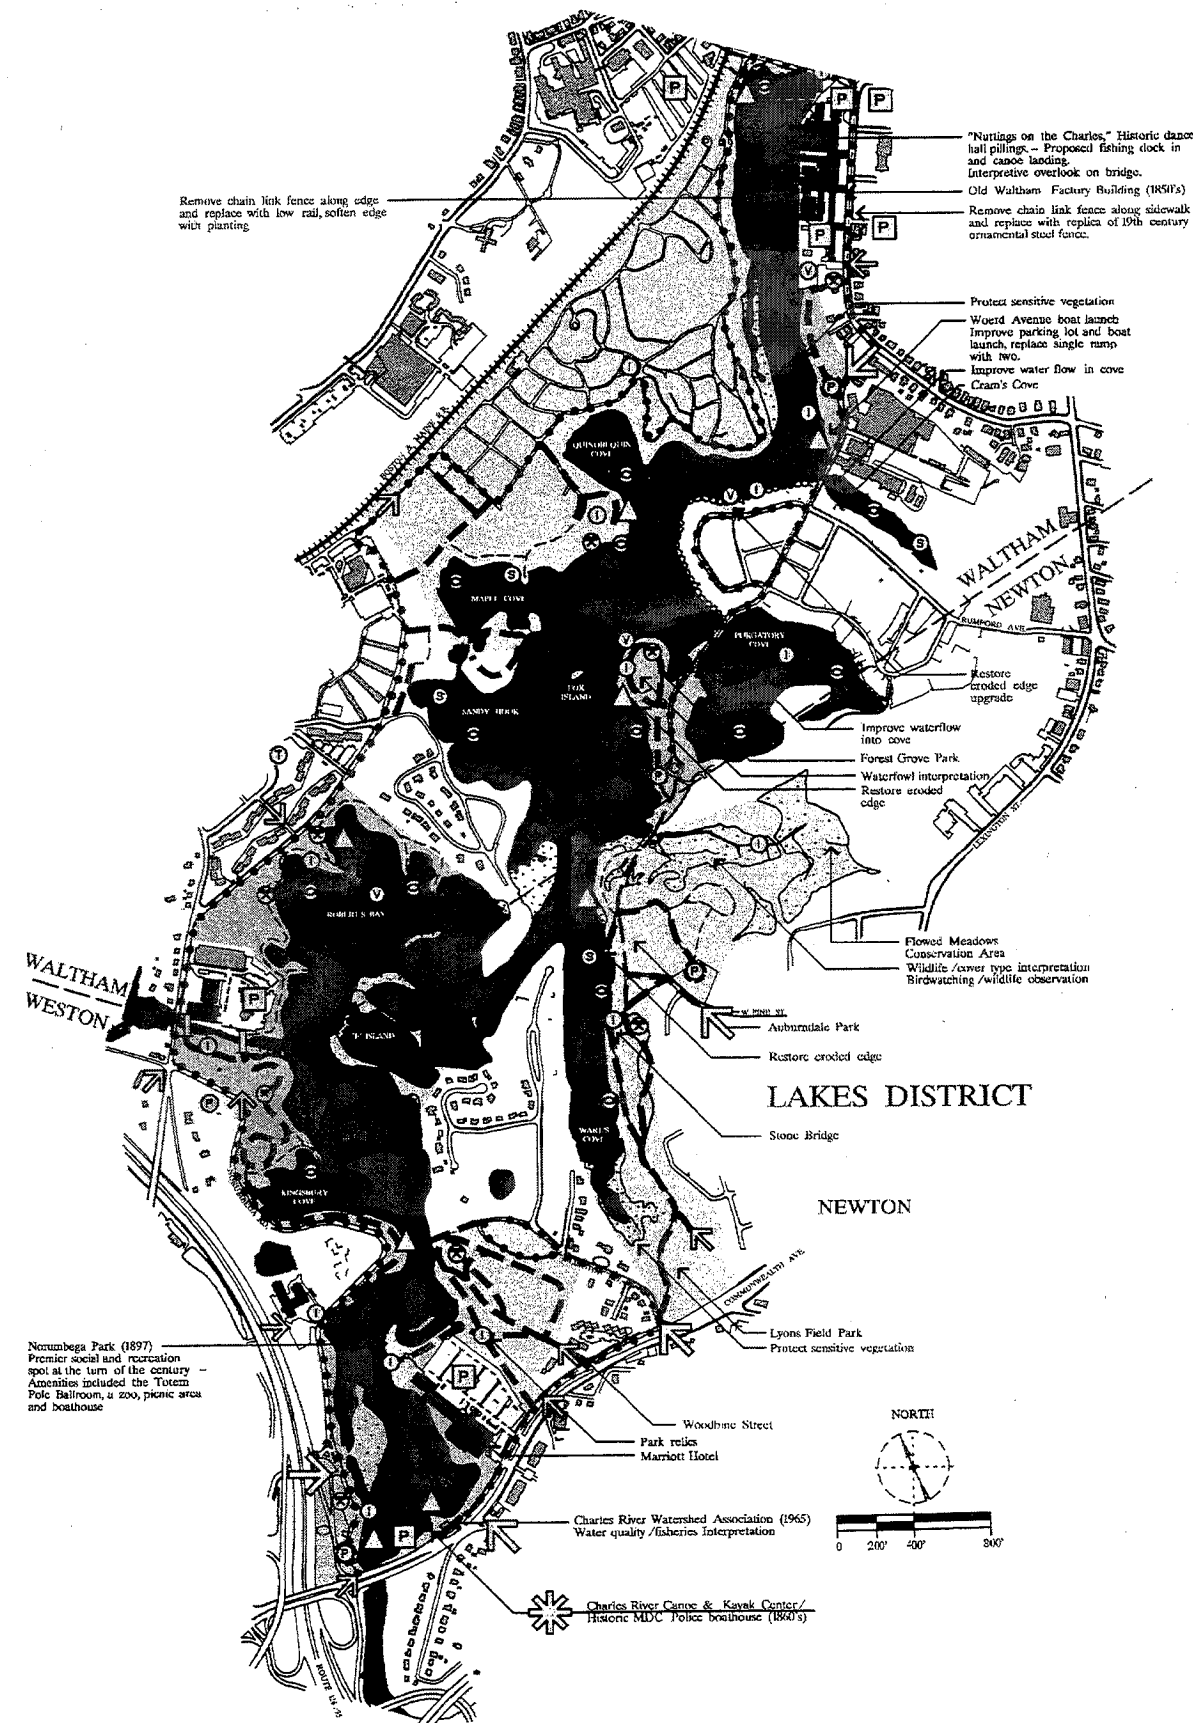 "Nuttings on the Charles," Historic dance
hall pilings. – Proposed fishing dock in
and canoe landing.
Interpretive overlook on bridge.
Old Waltham Factory Building (1850's)
Remove chain link fence along sidewalk
and replace with replica of 19th century
ornamental steel fence.
Remove chain link fence along edge
and replace with low rail, soften edge
with planting
Protect sensitive vegetation
Woerd Avenue boat launch
Improve parking lot and boat
launch, replace single ramp
with two.
Improve water flow in cove
Cram's Cove
QUINOBEQUIN
COVE
WALTHAM
NEWTON
MAPLE COVE
RUMFORD AVE
PURGATORY
COVE
FOX
ISLAND
SANDY HOOK
Restore
eroded edge
upgrade
Improve waterflow
into cove
Forest Grove Park
Waterfowl interpretation
Restore eroded
edge
LEXINGTON ST.
ROBERTS BAY
Flowed Meadows
Conservation Area
Wildlife /cover type interpretation
Birdwatching /wildlife observation
WALTHAM
WESTON
W. PINE ST.
Auburndale Park
Restore eroded edge
LAKES DISTRICT
WARE'S
COVE
Stone Bridge
KINGSBURY
COVE
NEWTON
COMMONWEALTH AVE
Lyons Field Park
Protect sensitive vegetation
Norumbega Park (1897)
Premier social and recreation
spot at the turn of the century –
Amenities included the Totem
Pole Ballroom, a zoo, picnic area
and boathouse
Woodbine Street
Park relics
Marriott Hotel
NORTH
Charles River Watershed Association (1965)
Water quality /fisheries Interpretation
0 200' 400' 800'
Charles River Canoe & Kayak Center/
Historic MDC Police boathouse (1860's)